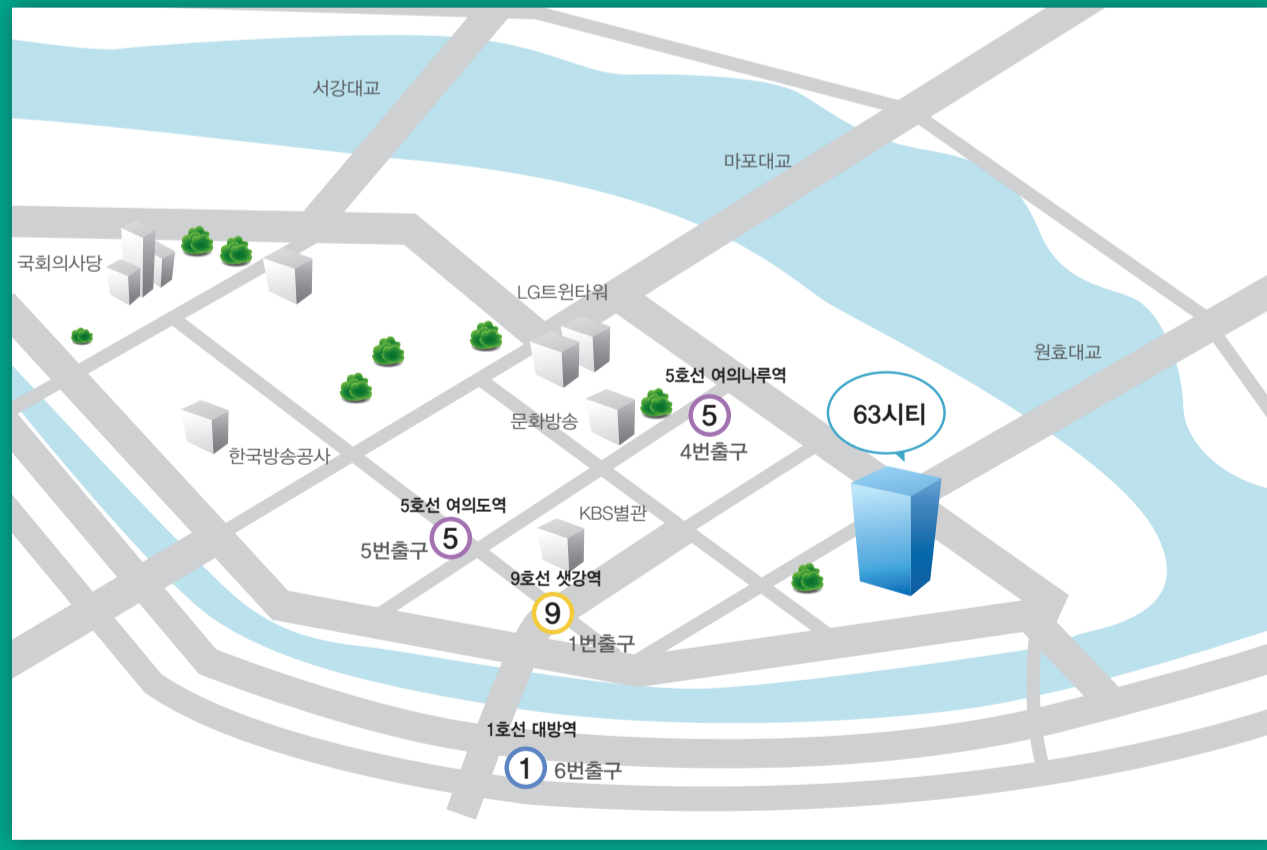 서강대교
마포대교
국회의사당
LG트윈타워
원효대교
5호선 여의나루역
5
4번출구
63시티
문화방송
한국방송공사
5호선 여의도역
5
5번출구
KBS별관
9호선 샛강역
9
1번출구
1호선 대방역
1
6번출구